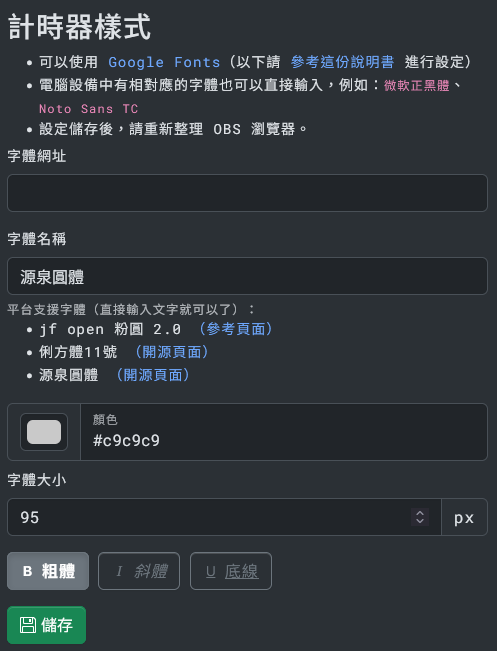 計時器樣式
可以使用 Google Fonts（以下請 參考這份說明書 進行設定）
電腦設備中有相對應的字體也可以直接輸入，例如：微軟正黑體、
Noto Sans TC
設定儲存後，請重新整理 OBS 瀏覽器。
字體網址
字體名稱
源泉圓體
平台支援字體（直接輸入文字就可以了）：
jf open 粉圓 2.0 （參考頁面）
俐方體11號 （開源頁面）
源泉圓體 （開源頁面）
顏色
#c9c9c9
字體大小
95 px
B 粗體 I 斜體 U 底線
儲存